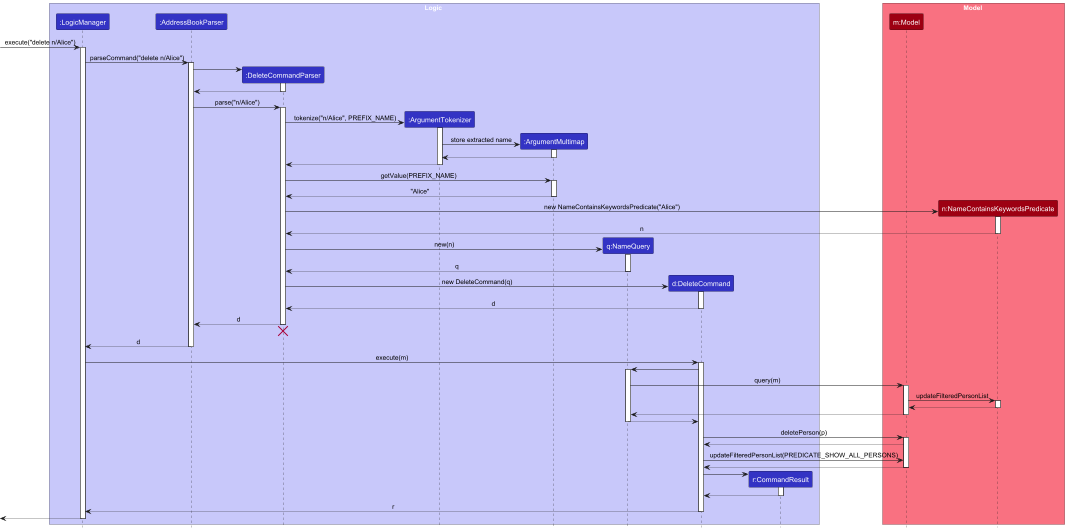 Logic
Model
:LogicManager
:AddressBookParser
m:Model
execute("delete n/Alice")
parseCommand("delete n/Alice")
:DeleteCommandParser
parse("n/Alice")
tokenize("n/Alice", PREFIX_NAME)
:ArgumentTokenizer
store extracted name
:ArgumentMultimap
getValue(PREFIX_NAME)
"Alice"
new NameContainsKeywordsPredicate("Alice")
n:NameContainsKeywordsPredicate
n
new(n)
q:NameQuery
q
new DeleteCommand(q)
d:DeleteCommand
d
d
d
execute(m)
query(m)
updateFilteredPersonList
deletePerson(p)
updateFilteredPersonList(PREDICATE_SHOW_ALL_PERSONS)
r:CommandResult
r